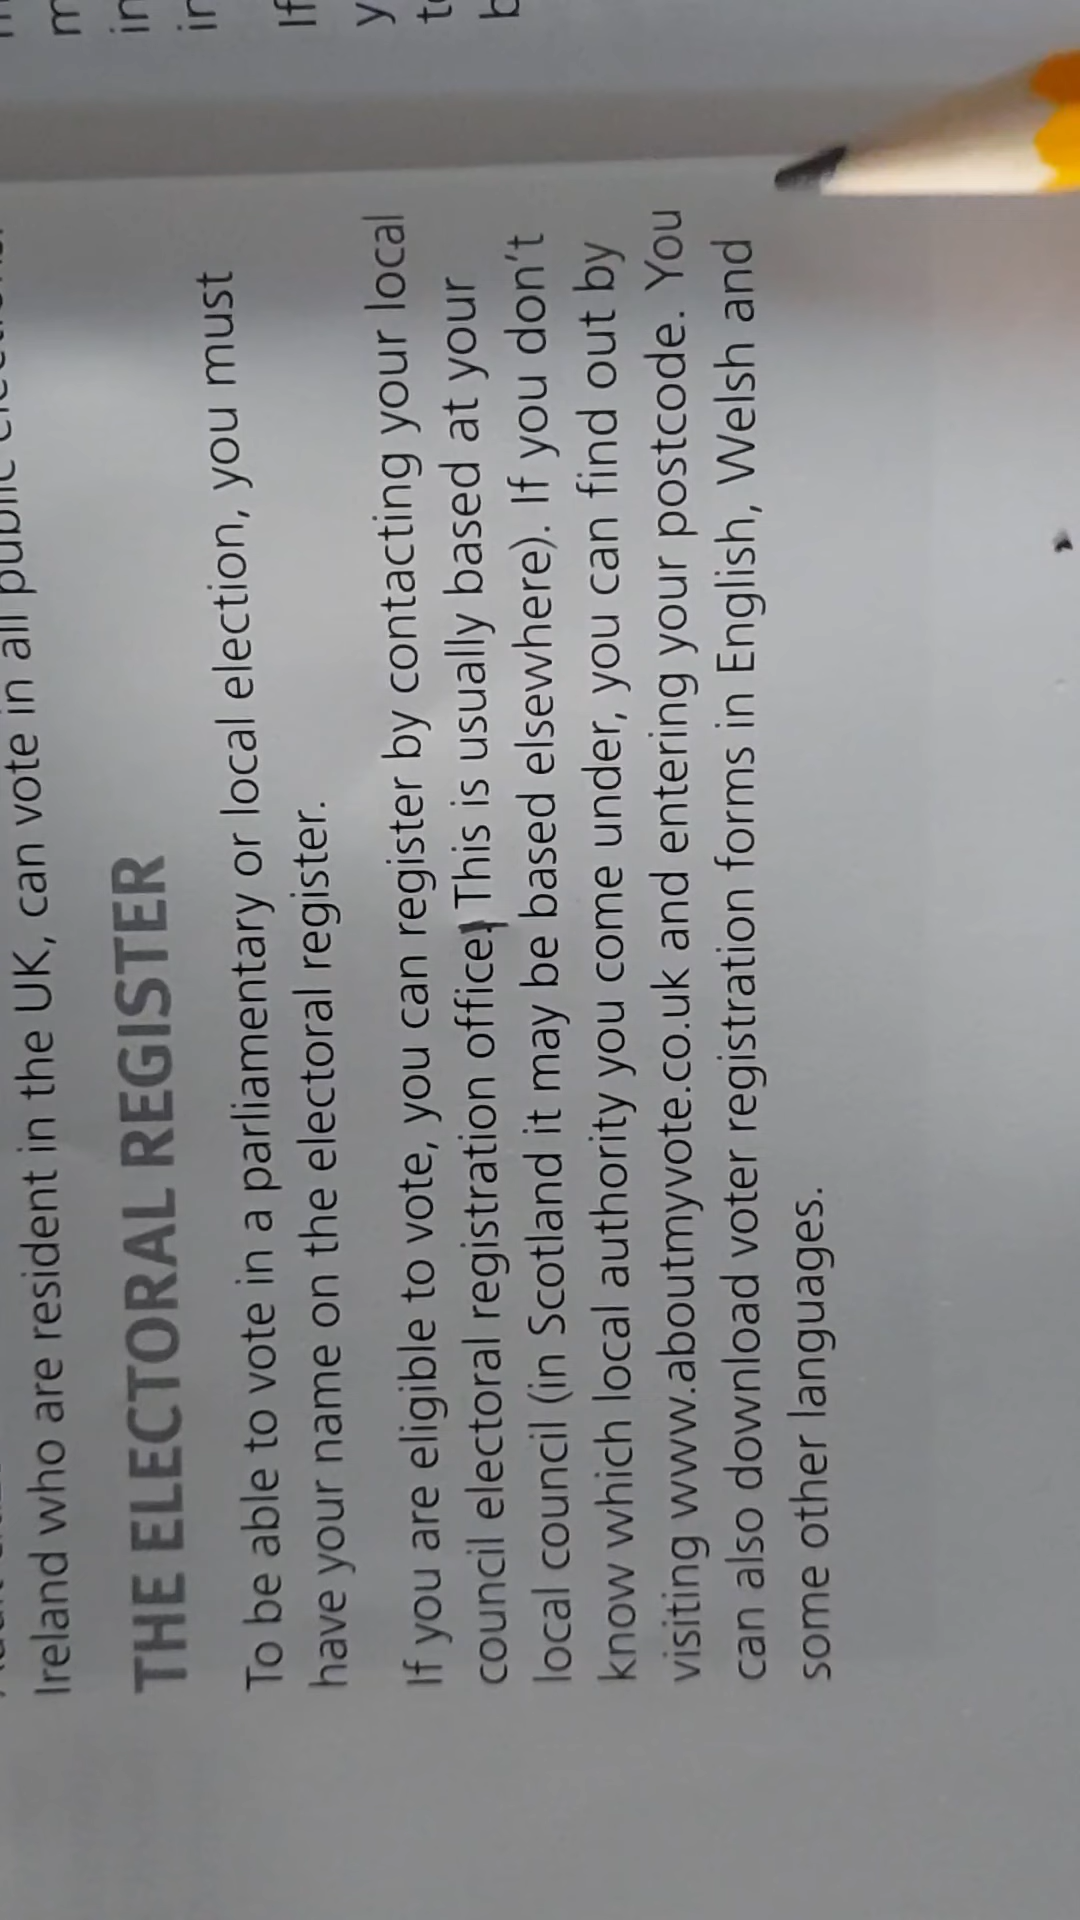 Ireland who are resident in the UK, can vote in all public elections.
THE ELECTORAL REGISTER
To be able to vote in a parliamentary or local election, you must
have your name on the electoral register.
If you are eligible to vote, you can register by contacting your local
council electoral registration office. This is usually based at your
local council (in Scotland it may be based elsewhere). If you don't
know which local authority you come under, you can find out by
visiting www.aboutmyvote.co.uk and entering your postcode. You
can also download voter registration forms in English, Welsh and
some other languages.
If